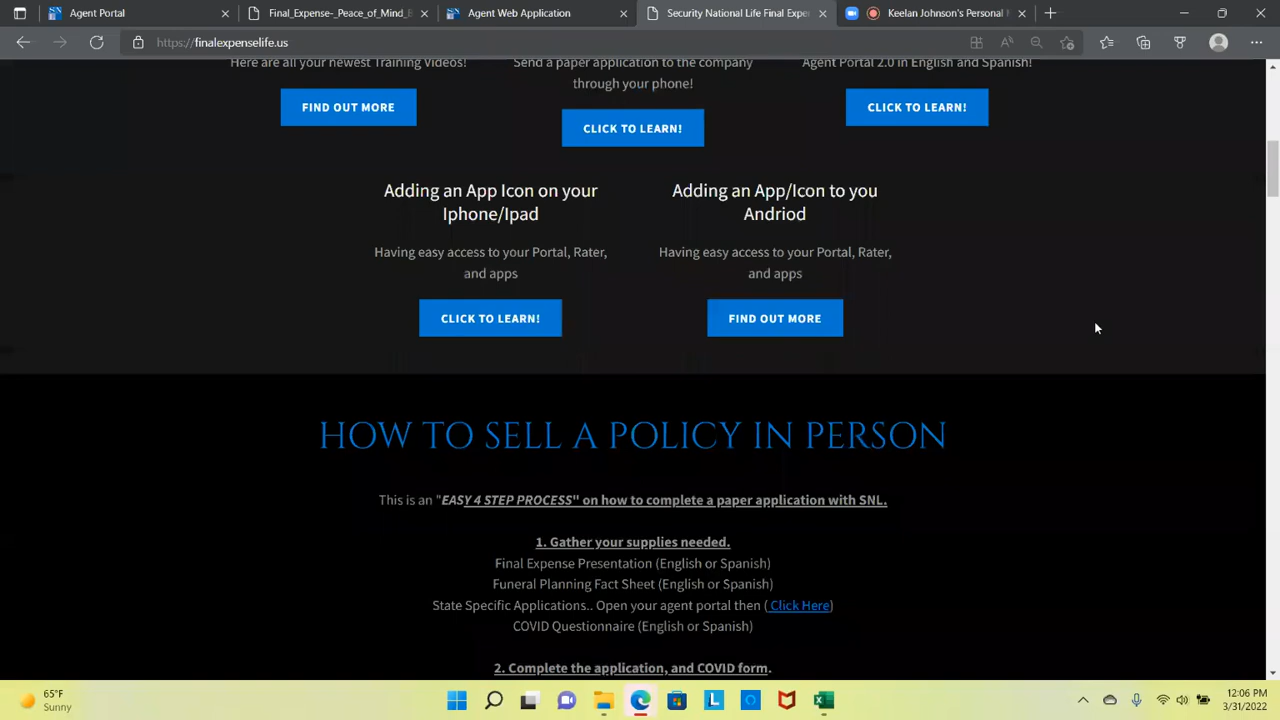 Agent Portal
Final_Expense-_Peace_of_Mind_E
Agent Web Application
Security National Life Final Expe
Keelan Johnson's Personal M
https://finalexpenselife.us
Here are all your newest Training Videos!
Send a paper application to the company
through your phone!
Agent Portal 2.0 in English and Spanish!
FIND OUT MORE
CLICK TO LEARN!
CLICK TO LEARN!
Adding an App Icon on your
Iphone/Ipad
Adding an App/Icon to you
Andriod
Having easy access to your Portal, Rater,
and apps
Having easy access to your Portal, Rater,
and apps
CLICK TO LEARN!
FIND OUT MORE
HOW TO SELL A POLICY IN PERSON
This is an "EASY 4 STEP PROCESS" on how to complete a paper application with SNL.
1. Gather your supplies needed.
Final Expense Presentation (English or Spanish)
Funeral Planning Fact Sheet (English or Spanish)
State Specific Applications.. Open your agent portal then ( Click Here)
COVID Questionnaire (English or Spanish)
2. Complete the application, and COVID form.
65°F
Sunny
12:06 PM
3/31/2022